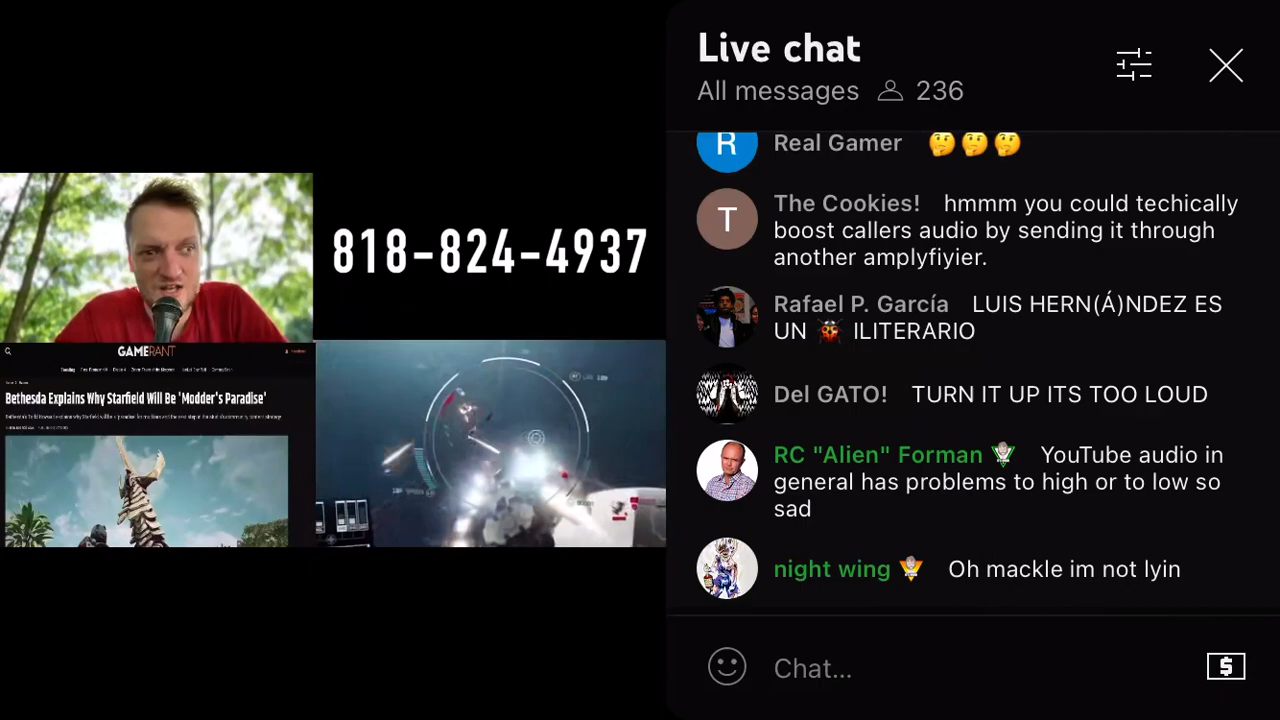 818-824-4937
GAMERANT
Bethesda Explains Why Starfield Will Be 'Modder's Paradise'
Live chat
All messages 236
R Real Gamer 🤔🤔🤔
T The Cookies! hmmm you could techically
boost callers audio by sending it through
another amplyfiyier.
Rafael P. García LUIS HERN(Á)NDEZ ES
UN 🐞 ILITERARIO
Del GATO! TURN IT UP ITS TOO LOUD
RC "Alien" Forman YouTube audio in
general has problems to high or to low so
sad
night wing Oh mackle im not lyin
Chat...
$